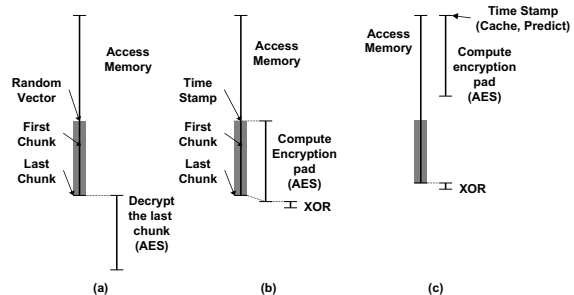 Access
Memory
Random
Vector
First
Chunk
Last
Chunk
Decrypt
the last
chunk
(AES)
(a)
Access
Memory
Time
Stamp
First
Chunk
Last
Chunk
Compute
Encryption
pad
(AES)
XOR
(b)
Time Stamp
(Cache, Predict)
Access
Memory
Compute
encryption
pad
(AES)
XOR
(c)